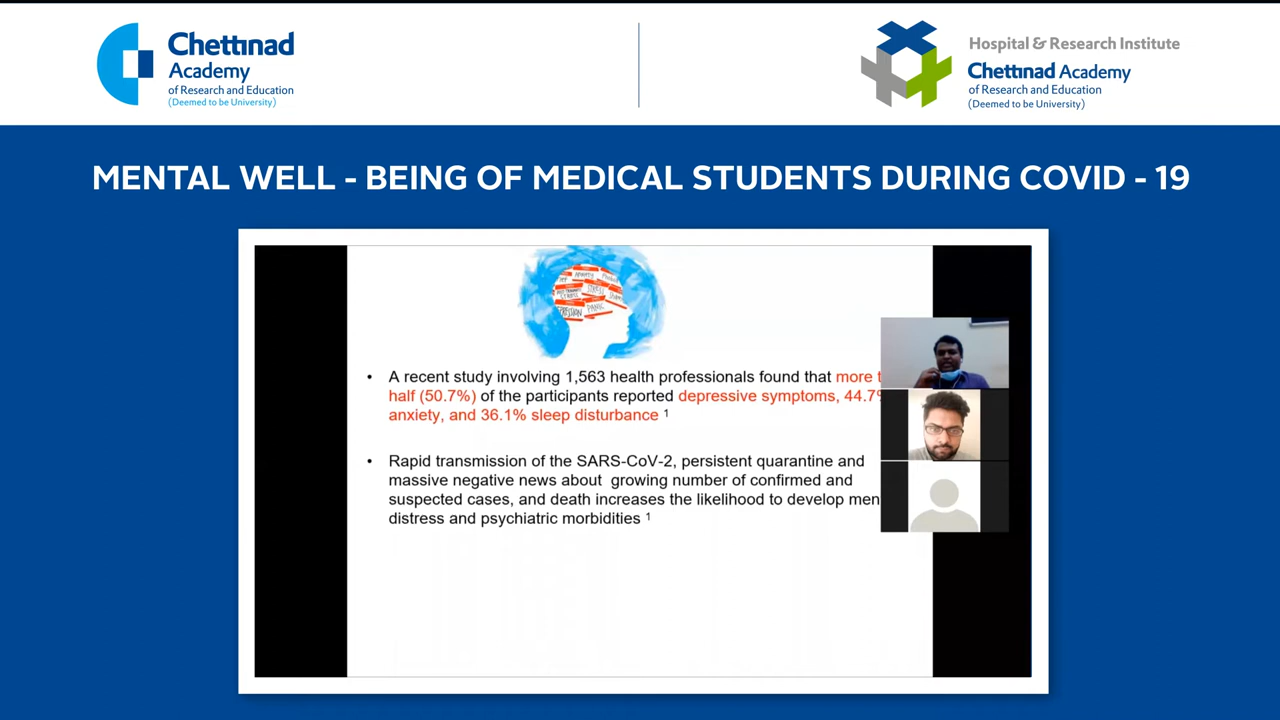 Chettinad
Academy
of Research and Education
(Deemed to be University)
Hospital & Research Institute
Chettinad Academy
of Research and Education
(Deemed to be University)
MENTAL WELL - BEING OF MEDICAL STUDENTS DURING COVID - 19
ANXIETY
STRESS
STRESS
PANIC
• A recent study involving 1,563 health professionals found that more
half (50.7%) of the participants reported depressive symptoms, 44.7%
anxiety, and 36.1% sleep disturbance 1
• Rapid transmission of the SARS-CoV-2, persistent quarantine and
massive negative news about growing number of confirmed and
suspected cases, and death increases the likelihood to develop
distress and psychiatric morbidities 1